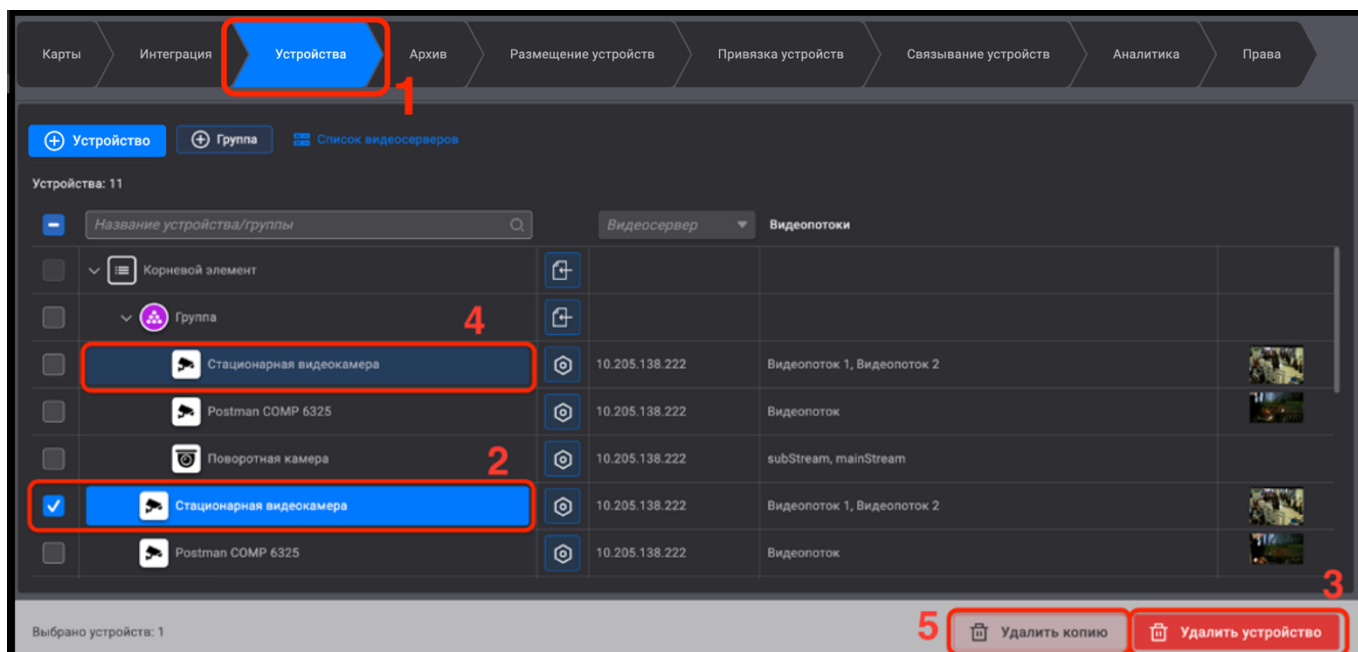 Карты Интеграция Устройства Архив Размещение устройств Привязка устройств Связывание устройств Аналитика Права
1
Устройство Группа Список видеосерверов
Устройства: 11
Название устройства/группы Видеосервер Видеопотоки
Корневой элемент
Группа 4
Стационарная видеокамера 10.205.138.222 Видеопоток 1, Видеопоток 2
Postman COMP 6325 10.205.138.222 Видеопоток
Поворотная камера 2 10.205.138.222 subStream, mainStream
Стационарная видеокамера 10.205.138.222 Видеопоток 1, Видеопоток 2
Postman COMP 6325 10.205.138.222 Видеопоток
3
Выбрано устройств: 1 5 Удалить копию Удалить устройство